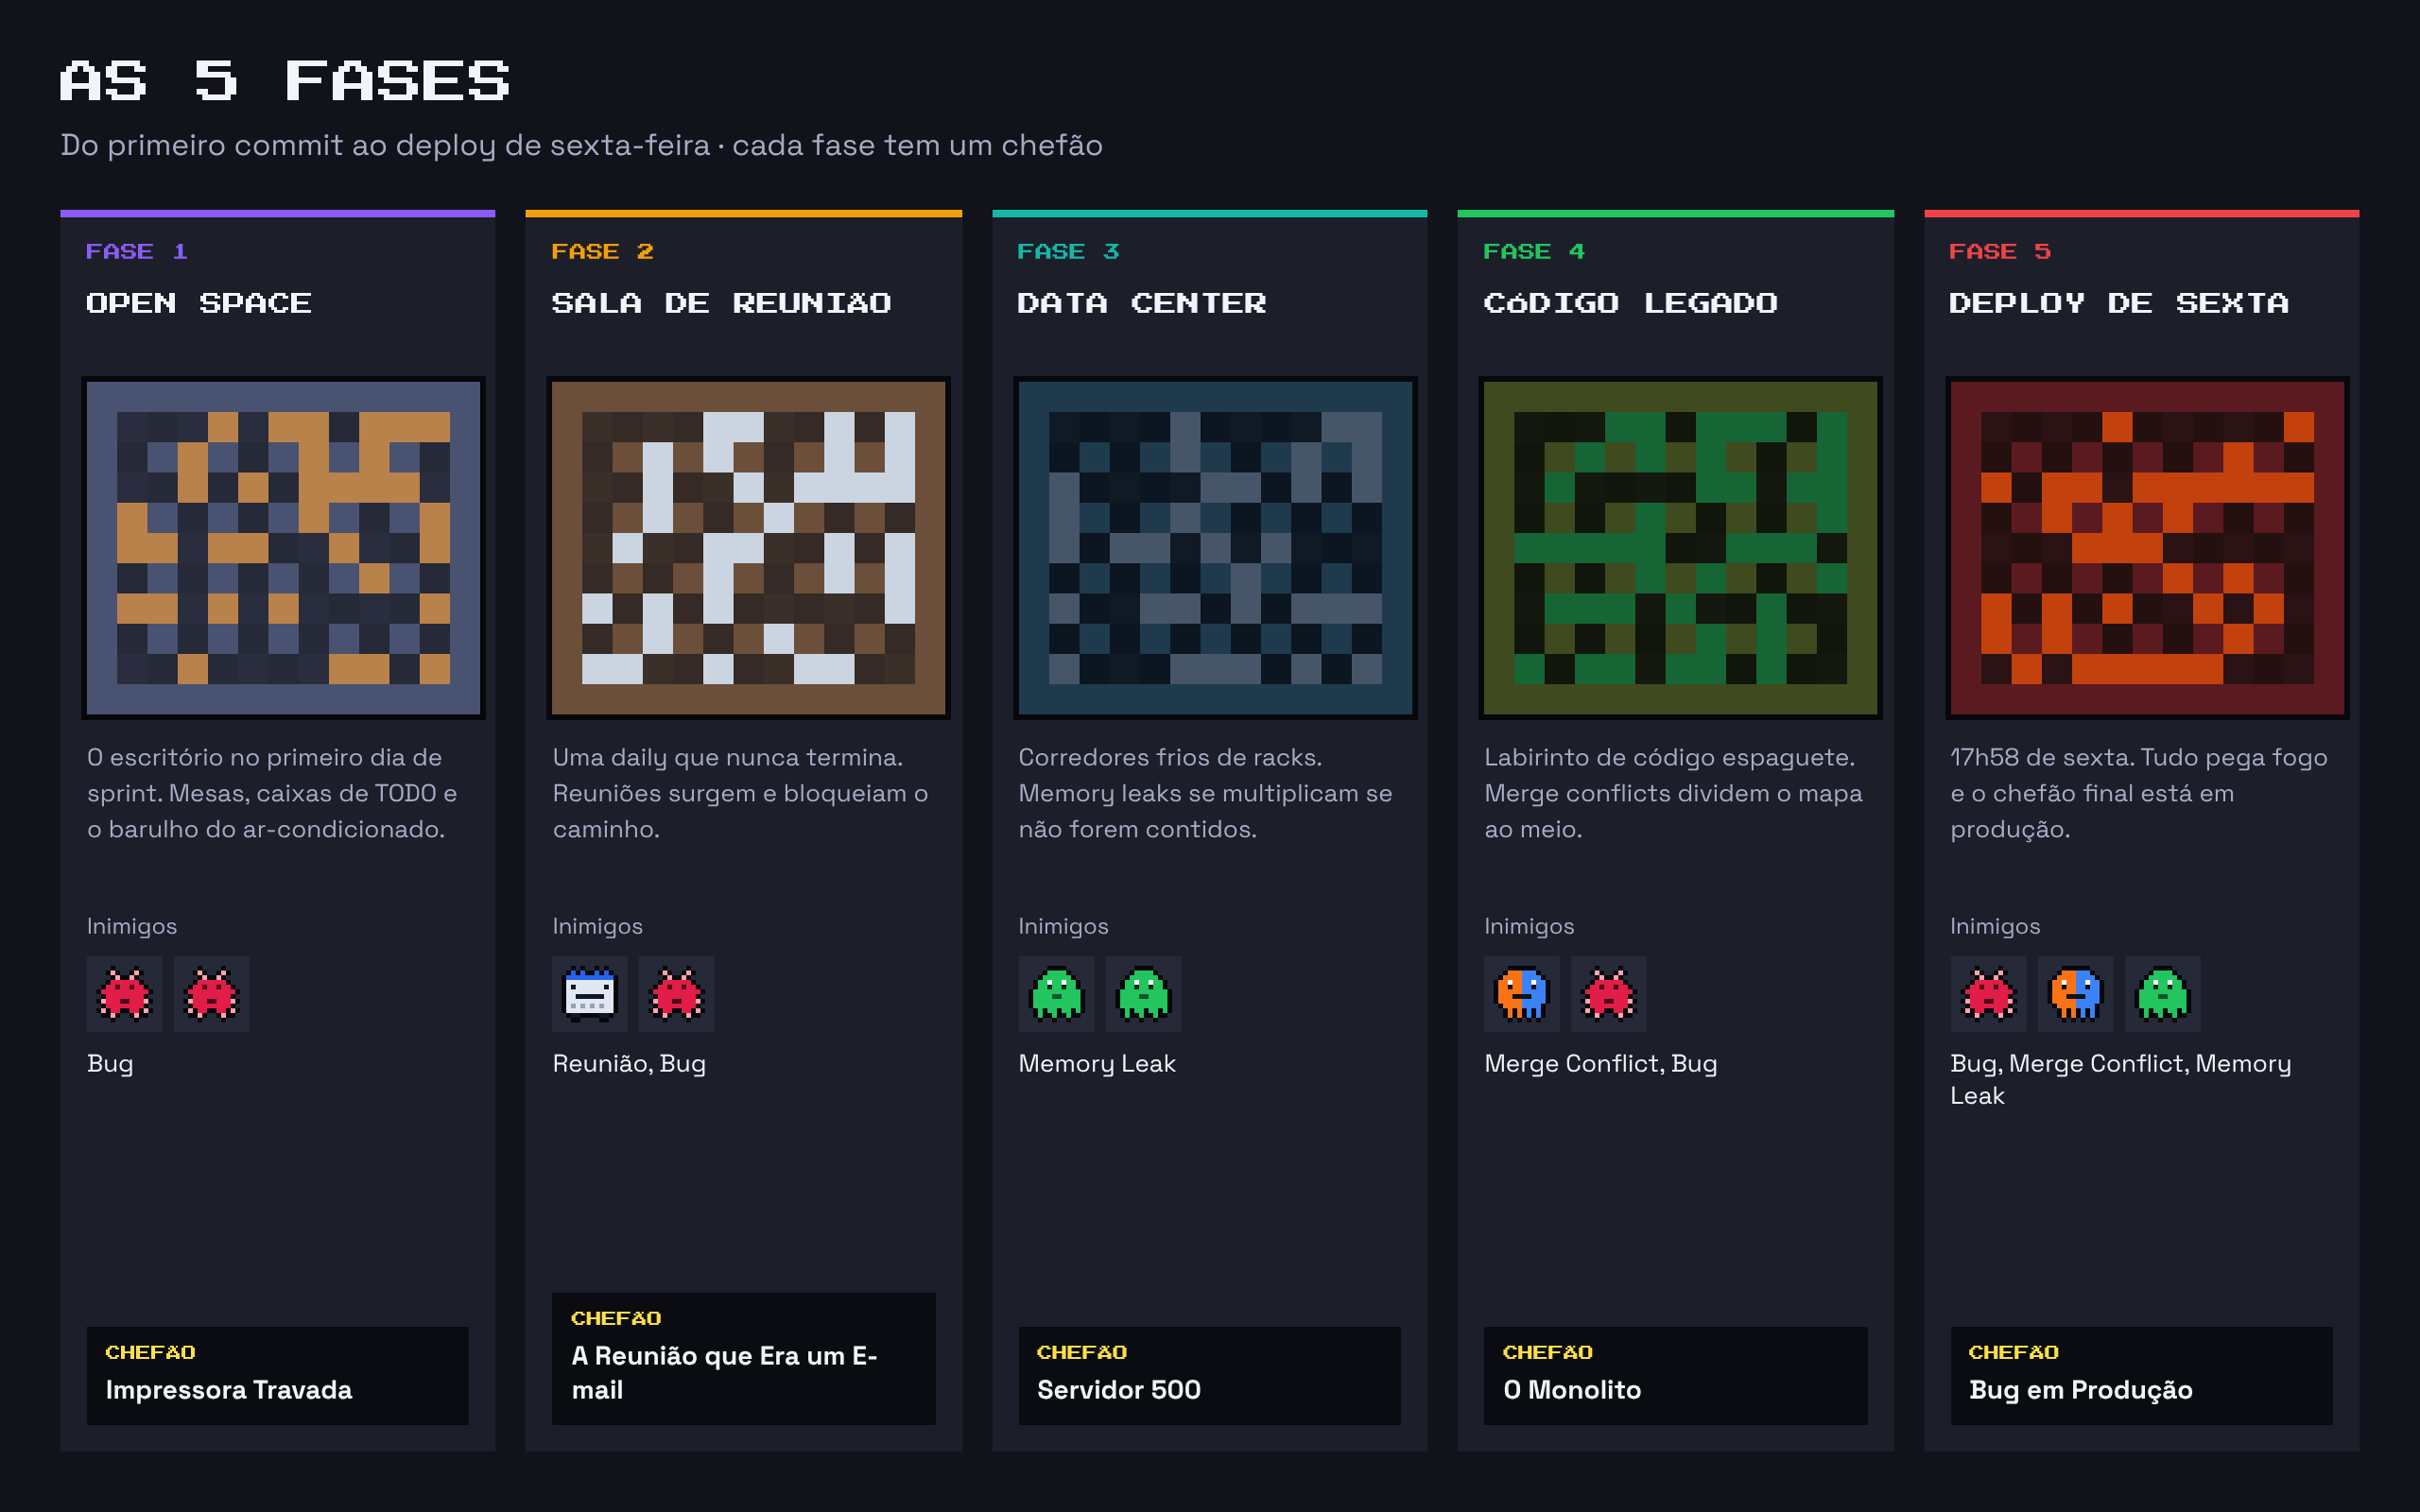 AS 5 FASES
Do primeiro commit ao deploy de sexta-feira · cada fase tem um chefão
FASE 1
OPEN SPACE
O escritório no primeiro dia de
sprint. Mesas, caixas de TODO e
o barulho do ar-condicionado.
Inimigos
Bug
CHEFÃO
Impressora Travada
FASE 2
SALA DE REUNIÃO
Uma daily que nunca termina.
Reuniões surgem e bloqueiam o
caminho.
Inimigos
Reunião, Bug
CHEFÃO
A Reunião que Era um E-
mail
FASE 3
DATA CENTER
Corredores frios de racks.
Memory leaks se multiplicam se
não forem contidos.
Inimigos
Memory Leak
CHEFÃO
Servidor 500
FASE 4
CóDIGO LEGADO
Labirinto de código espaguete.
Merge conflicts dividem o mapa
ao meio.
Inimigos
Merge Conflict, Bug
CHEFÃO
O Monolito
FASE 5
DEPLOY DE SEXTA
17h58 de sexta. Tudo pega fogo
e o chefão final está em
produção.
Inimigos
Bug, Merge Conflict, Memory
Leak
CHEFÃO
Bug em Produção